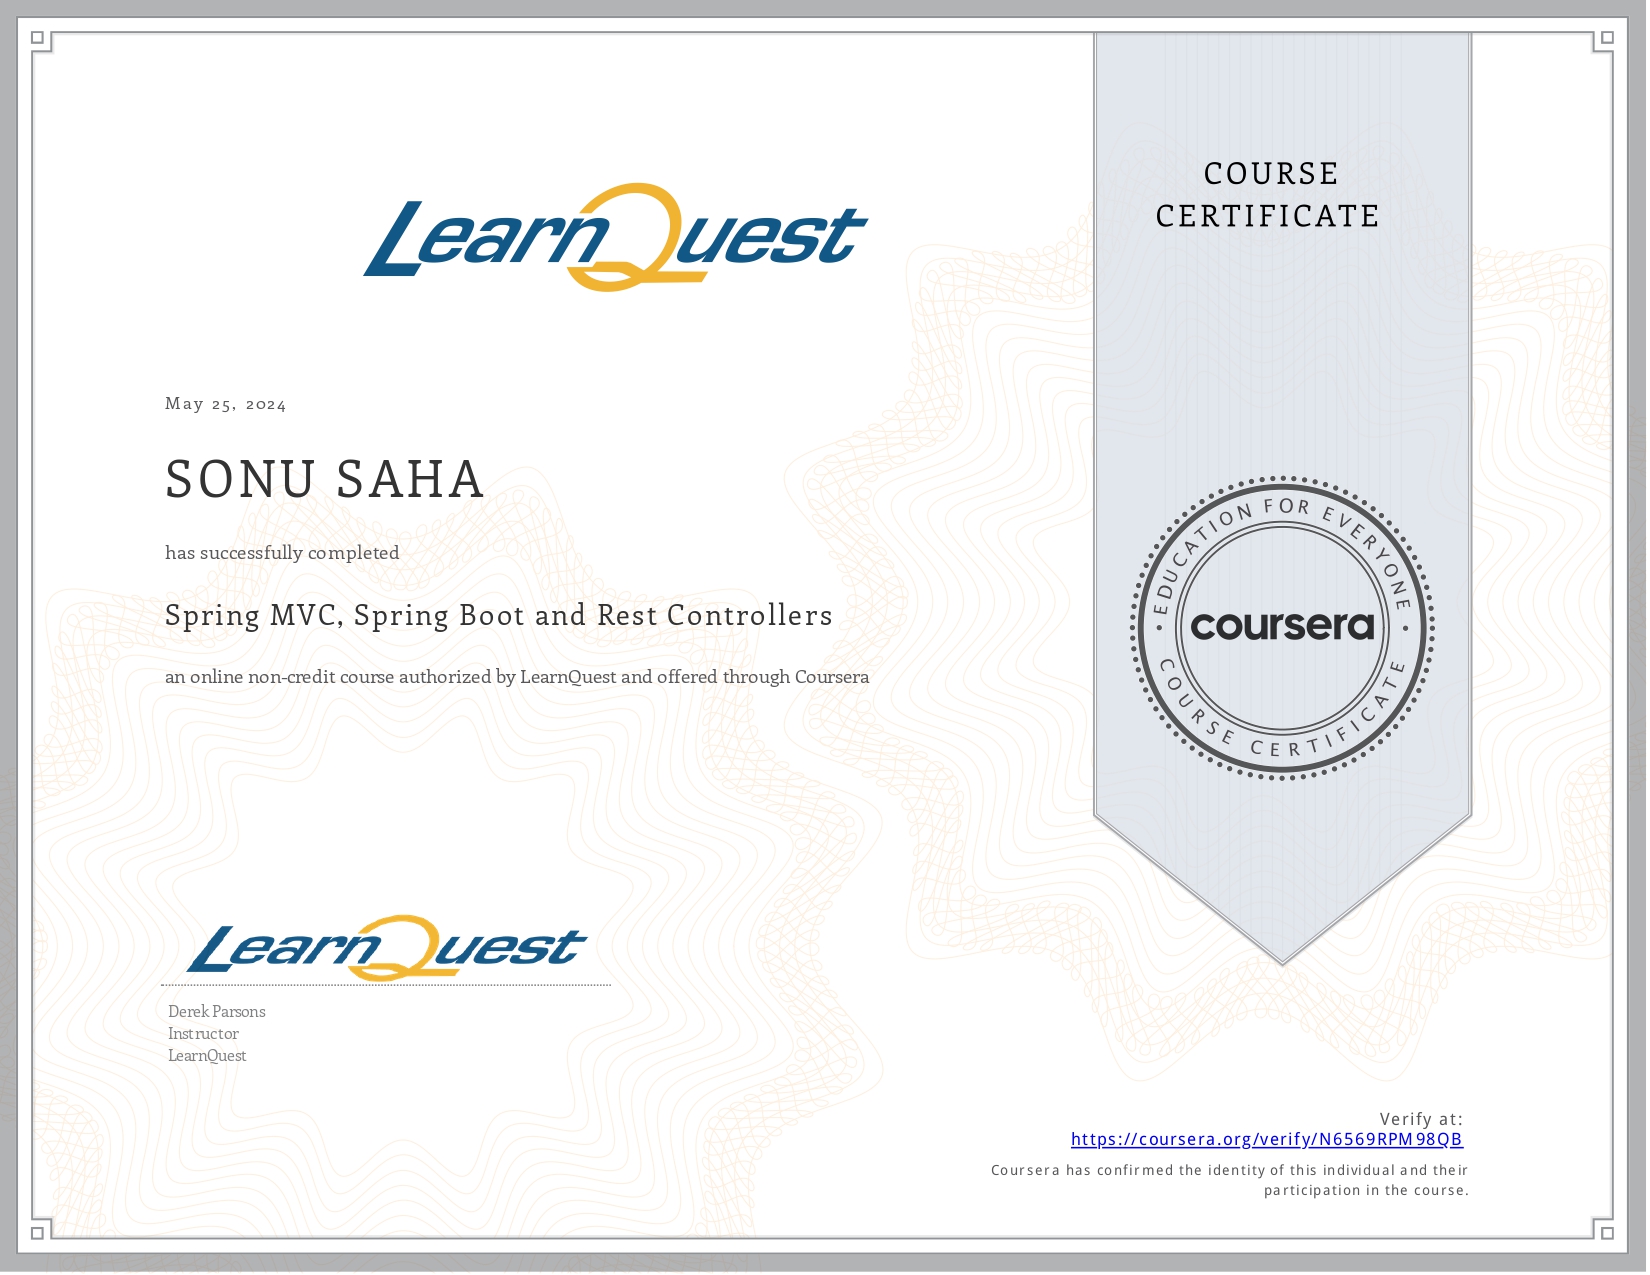 LearnQuest
COURSE
CERTIFICATE
May 25, 2024
SONU SAHA
has successfully completed
Spring MVC, Spring Boot and Rest Controllers
an online non-credit course authorized by LearnQuest and offered through Coursera
EDUCATION FOR EVERYONE
coursera
COURSE CERTIFICATE
LearnQuest
Derek Parsons
Instructor
LearnQuest
Verify at:
https://coursera.org/verify/N6569RPM98QB
Coursera has confirmed the identity of this individual and their
participation in the course.